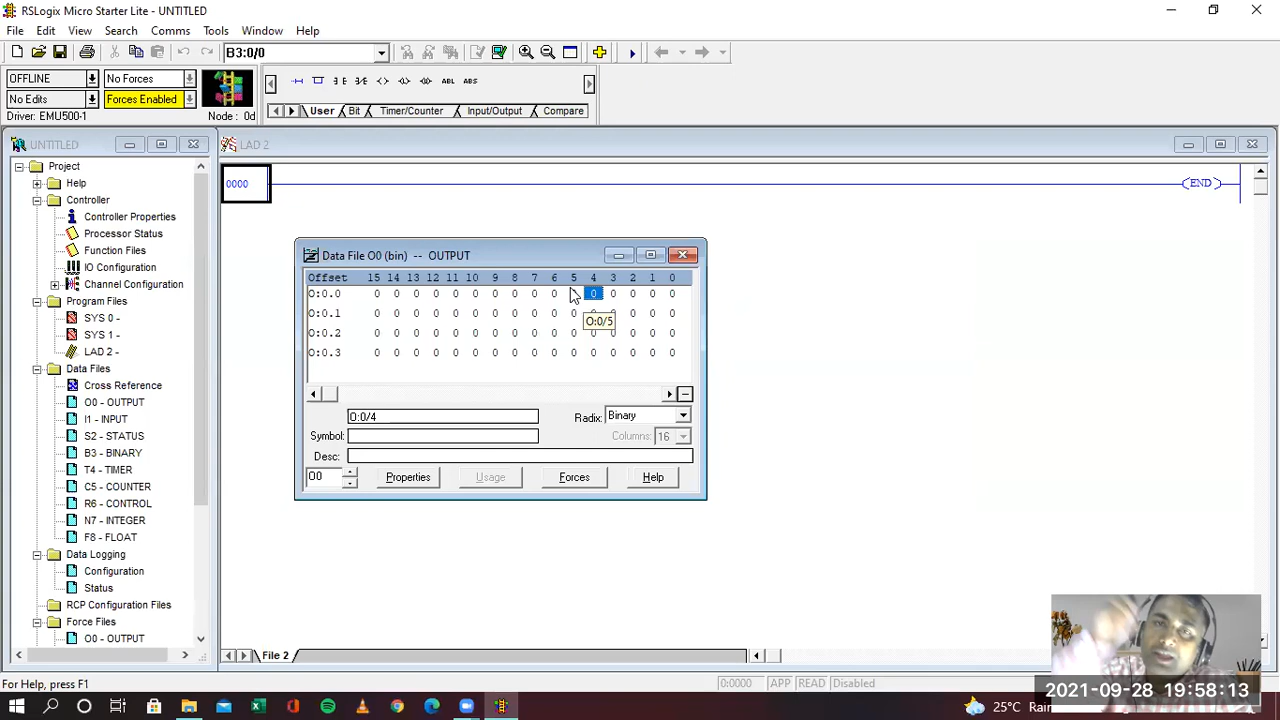 RSLogix Micro Starter Lite - UNTITLED
File Edit View Search Comms Tools Window Help
B3:0/0
OFFLINE No Forces
No Edits Forces Enabled
Driver: EMU500-1 Node : 0d
User Bit Timer/Counter Input/Output Compare
UNTITLED
Project
Help
Controller
Controller Properties
Processor Status
Function Files
IO Configuration
Channel Configuration
Program Files
SYS 0 -
SYS 1 -
LAD 2 -
Data Files
Cross Reference
O0 - OUTPUT
I1 - INPUT
S2 - STATUS
B3 - BINARY
T4 - TIMER
C5 - COUNTER
R6 - CONTROL
N7 - INTEGER
F8 - FLOAT
Data Logging
Configuration
Status
RCP Configuration Files
Force Files
O0 - OUTPUT
LAD 2
0000 END
Data File O0 (bin) -- OUTPUT
Offset 15 14 13 12 11 10 9 8 7 6 5 4 3 2 1 0
O:0.0 0 0 0 0 0 0 0 0 0 0 0 0 0 0 0
O:0.1 0 0 0 0 0 0 0 0 0 0 0 0 0 0 0 0
O:0.2 0 0 0 0 0 0 0 0 0 0 0 0 0 0 0 0
O:0.3 0 0 0 0 0 0 0 0 0 0 0 0 0 0 0 0
O:0/5
O:0/4 Radix: Binary
Symbol: Columns: 16
Desc:
O0 Properties Usage Forces Help
File 2
For Help, press F1 0:0000 APP READ Disabled
2021-09-28 19:58:13
25°C